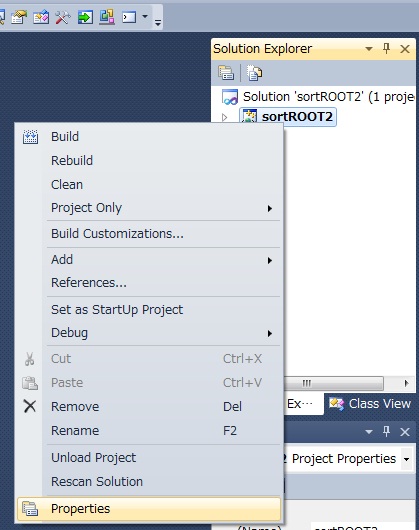 Solution Explorer
Solution 'sortROOT2' (1 proje
sortROOT2
Build
Rebuild
Clean
Project Only
Build Customizations...
Add
References...
Set as StartUp Project
Debug
Cut Ctrl+X
Paste Ctrl+V
Remove Del
Rename F2
Unload Project
Rescan Solution
Properties
Ex... Class View
2 Project Properties
(Name) sortROOT2